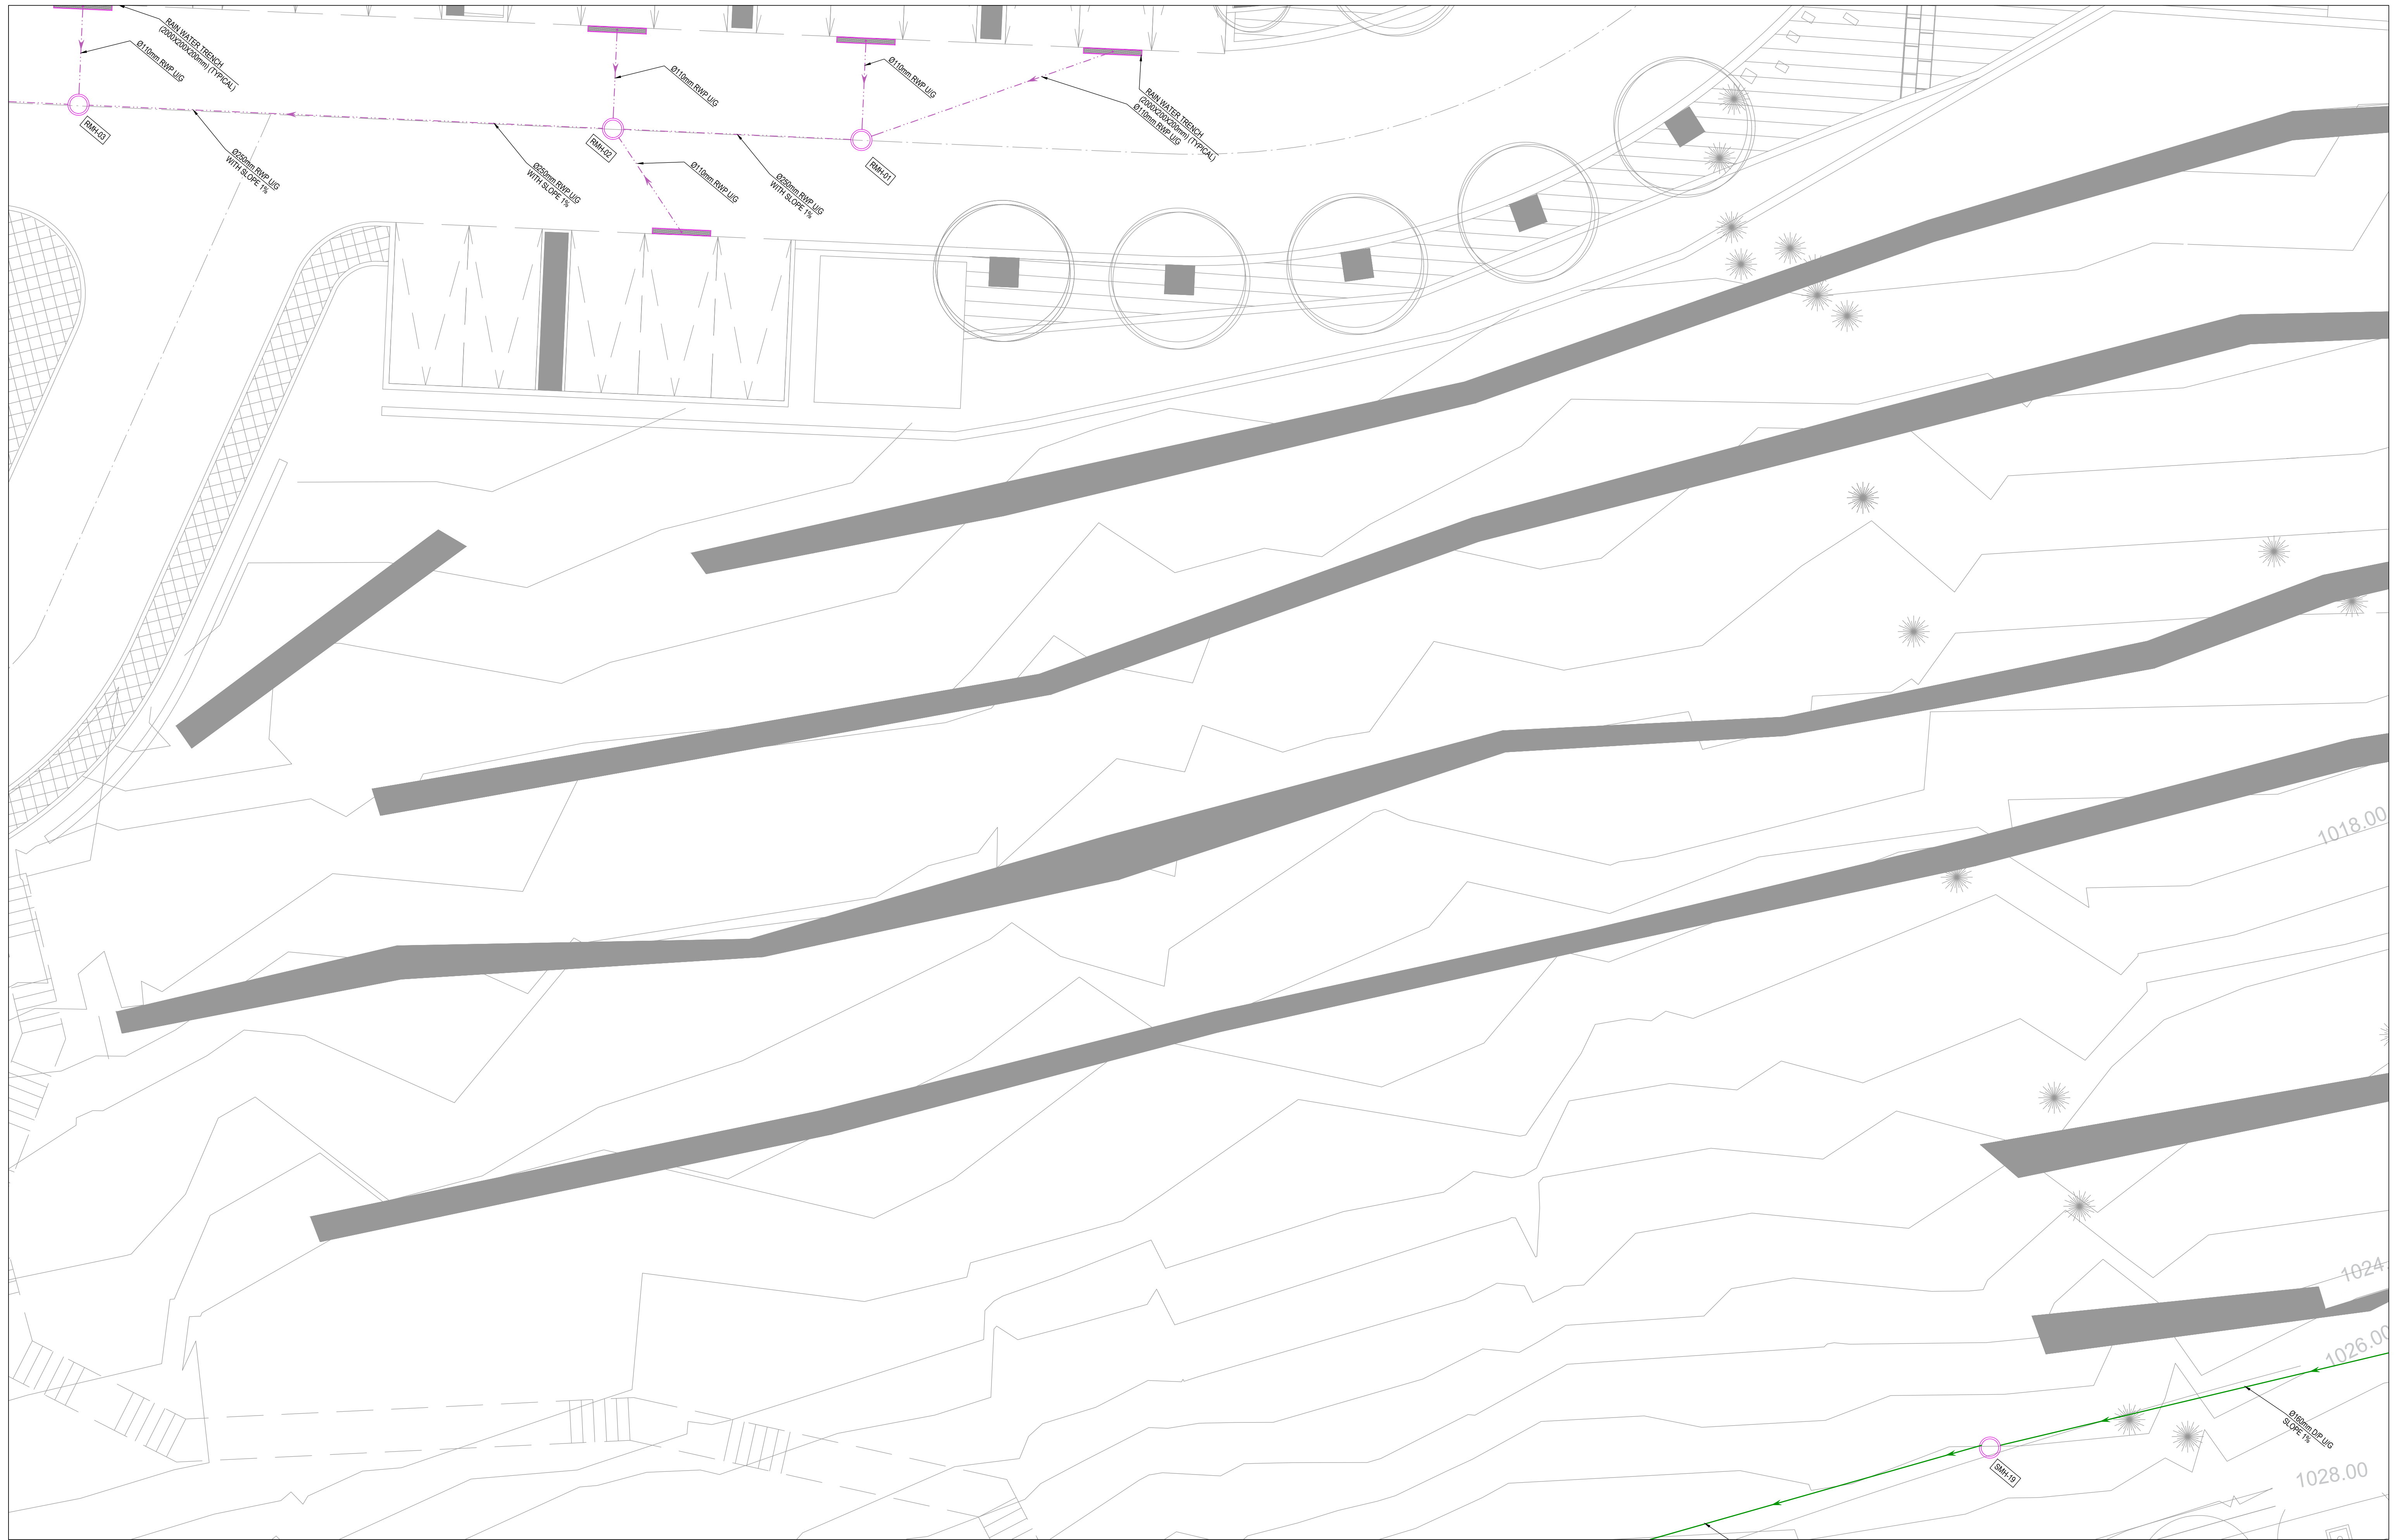 RAIN WATER TRENCH
(2000X200X200mm) (TYPICAL)
Ø110mm RWP U/G
RMH-03
Ø250mm RWP U/G
WITH SLOPE 1%
Ø110mm RWP U/G
RMH-02
Ø250mm RWP U/G
WITH SLOPE 1%
Ø110mm RWP U/G
Ø110mm RWP U/G
RMH-01
Ø250mm RWP U/G
WITH SLOPE 1%
RAIN WATER TRENCH
(2000X200X200mm) (TYPICAL)
Ø110mm RWP U/G
1018.00
1024.
1026.00
Ø160mm D/P U/G
SLOPE 1%
SMH-19
1028.00